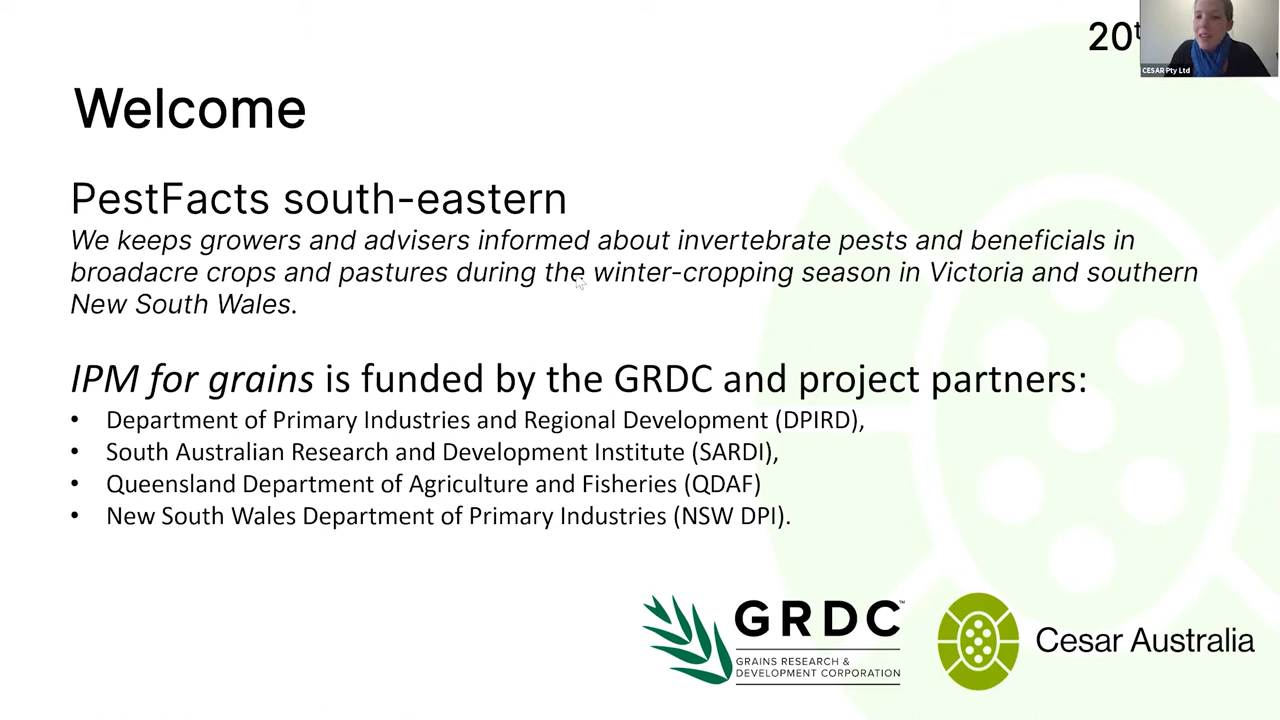 20
CESAR Pty Ltd
Welcome
PestFacts south-eastern
We keeps growers and advisers informed about invertebrate pests and beneficials in
broadacre crops and pastures during the winter-cropping season in Victoria and southern
New South Wales.
IPM for grains is funded by the GRDC and project partners:
• Department of Primary Industries and Regional Development (DPIRD),
• South Australian Research and Development Institute (SARDI),
• Queensland Department of Agriculture and Fisheries (QDAF)
• New South Wales Department of Primary Industries (NSW DPI).
GRDC™
GRAINS RESEARCH &
DEVELOPMENT CORPORATION
Cesar Australia